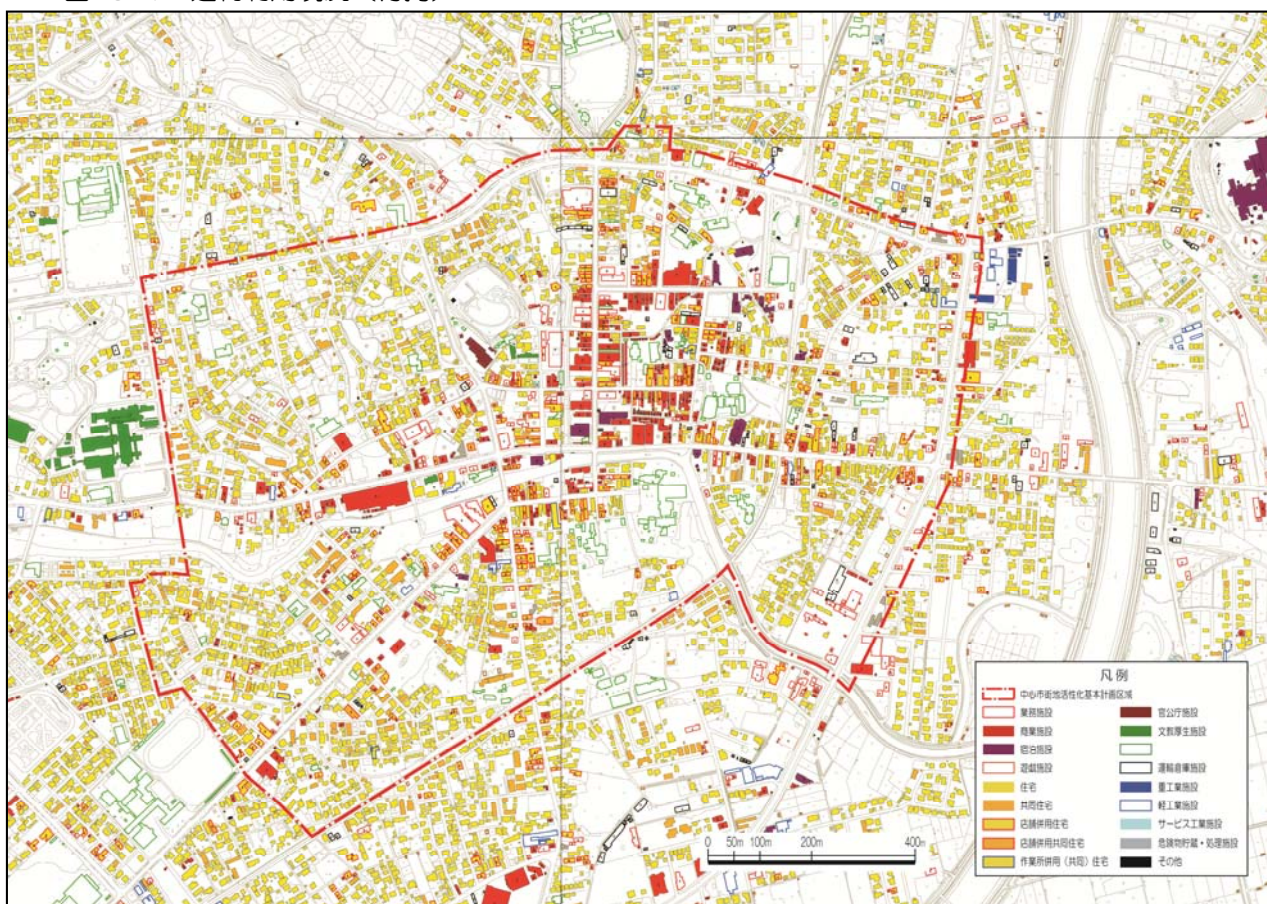 凡例
中心市街地活性化基本計画区域
業務施設
商業施設
宿泊施設
遊戯施設
住宅
共同住宅
店舗併用住宅
店舗併用共同住宅
作業所併用(共同)住宅
官公庁施設
文教厚生施設
運輸倉庫施設
重工業施設
軽工業施設
サービス工業施設
危険物貯蔵・処理施設
その他
0m 50m 100m 200m 400m